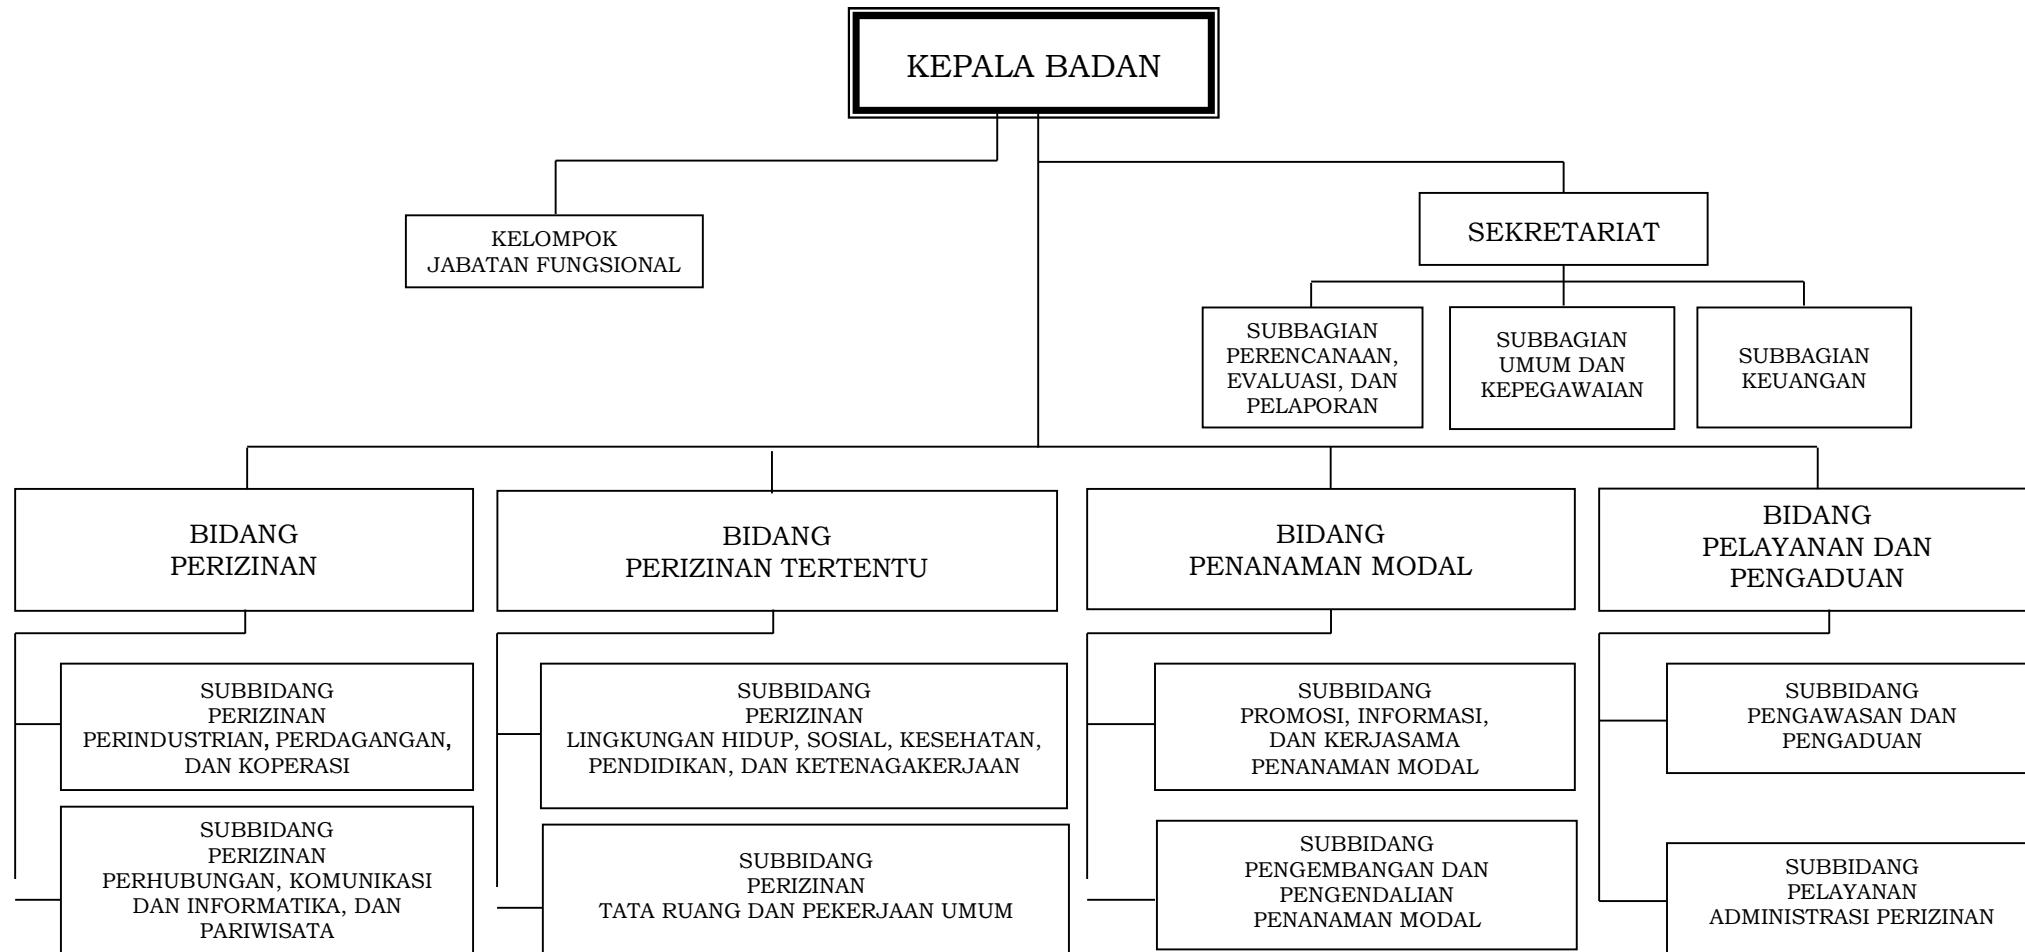 KEPALA BADAN
KELOMPOK
JABATAN FUNGSIONAL
SEKRETARIAT
SUBBAGIAN
PERENCANAAN,
EVALUASI, DAN
PELAPORAN
SUBBAGIAN
UMUM DAN
KEPEGAWAIAN
SUBBAGIAN
KEUANGAN
BIDANG
PERIZINAN
BIDANG
PERIZINAN TERTENTU
BIDANG
PENANAMAN MODAL
BIDANG
PELAYANAN DAN
PENGADUAN
SUBBIDANG
PERIZINAN
PERINDUSTRIAN, PERDAGANGAN,
DAN KOPERASI
SUBBIDANG
PERIZINAN
LINGKUNGAN HIDUP, SOSIAL, KESEHATAN,
PENDIDIKAN, DAN KETENAGAKERJAAN
SUBBIDANG
PROMOSI, INFORMASI,
DAN KERJASAMA
PENANAMAN MODAL
SUBBIDANG
PENGAWASAN DAN
PENGADUAN
SUBBIDANG
PERIZINAN
PERHUBUNGAN, KOMUNIKASI
DAN INFORMATIKA, DAN
PARIWISATA
SUBBIDANG
PERIZINAN
TATA RUANG DAN PEKERJAAN UMUM
SUBBIDANG
PENGEMBANGAN DAN
PENGENDALIAN
PENANAMAN MODAL
SUBBIDANG
PELAYANAN
ADMINISTRASI PERIZINAN